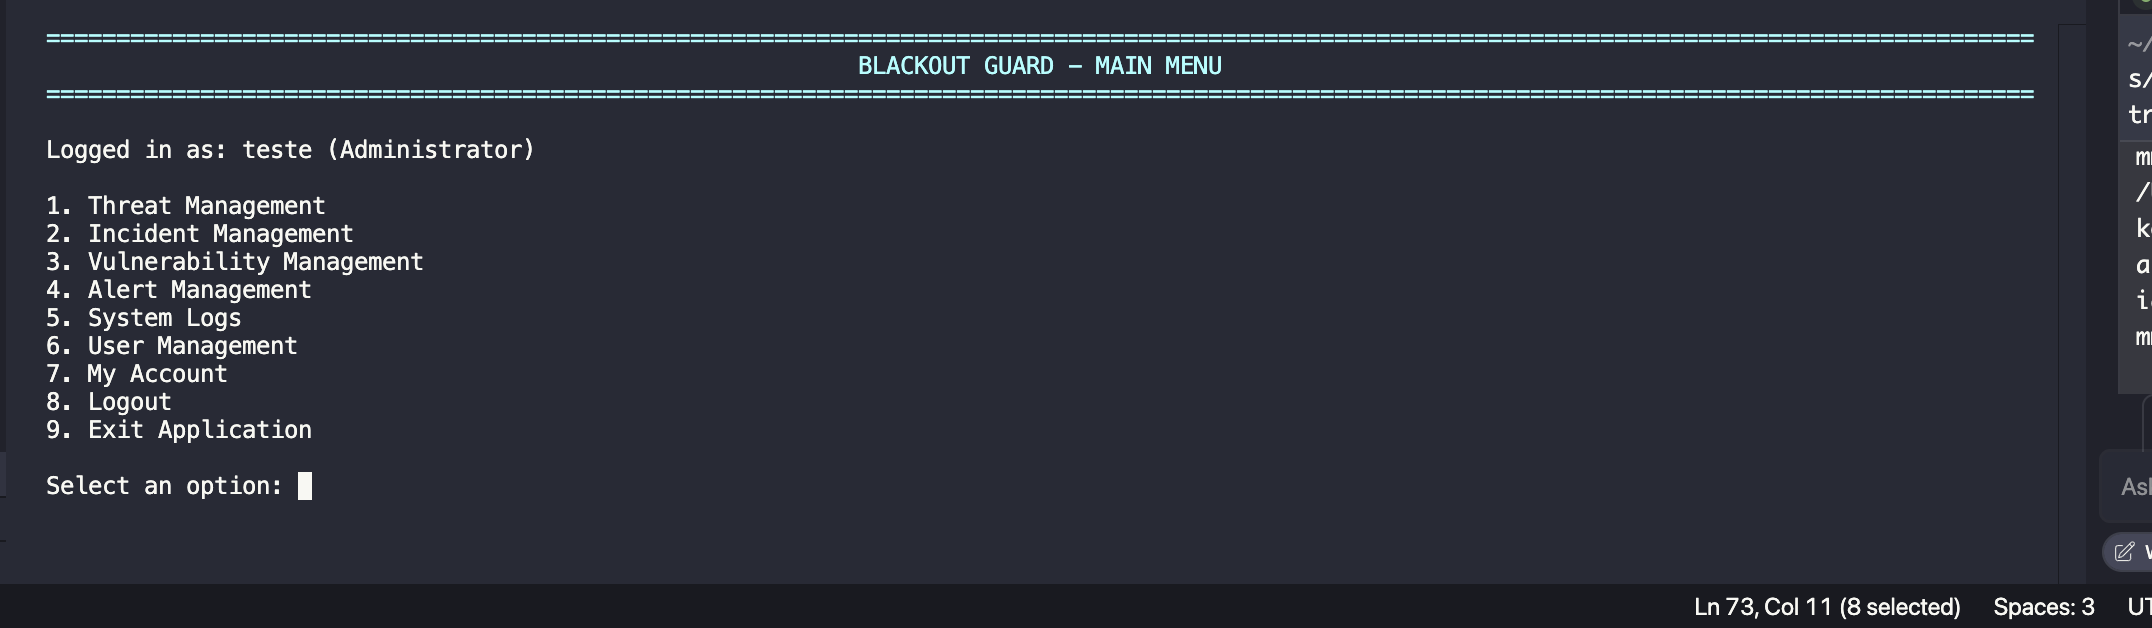 ==============================================================================================================================================
BLACKOUT GUARD – MAIN MENU
==============================================================================================================================================
Logged in as: teste (Administrator)
1. Threat Management
2. Incident Management
3. Vulnerability Management
4. Alert Management
5. System Logs
6. User Management
7. My Account
8. Logout
9. Exit Application
Select an option:
Ln 73, Col 11 (8 selected) Spaces: 3